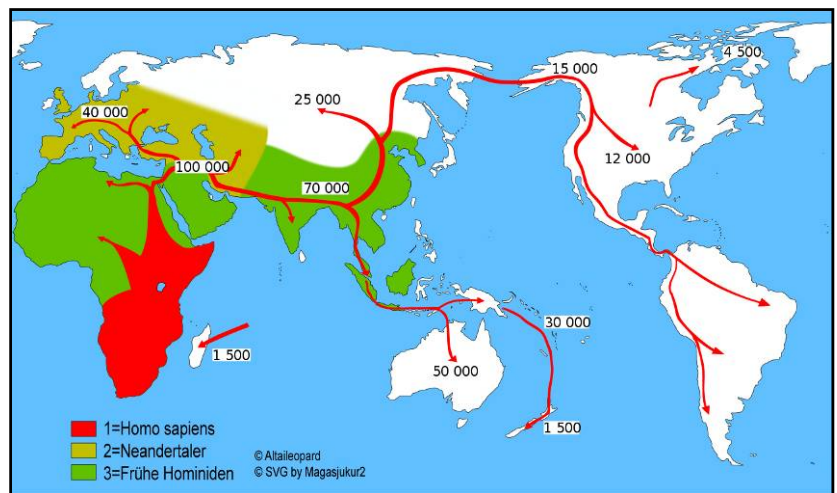 4 500
15 000
25 000
40 000
12 000
100 000
70 000
30 000
1 500
50 000
1 500
1=Homo sapiens
2=Neandertaler
3=Frühe Hominiden
© Altaileopard
© SVG by Magasjukur2